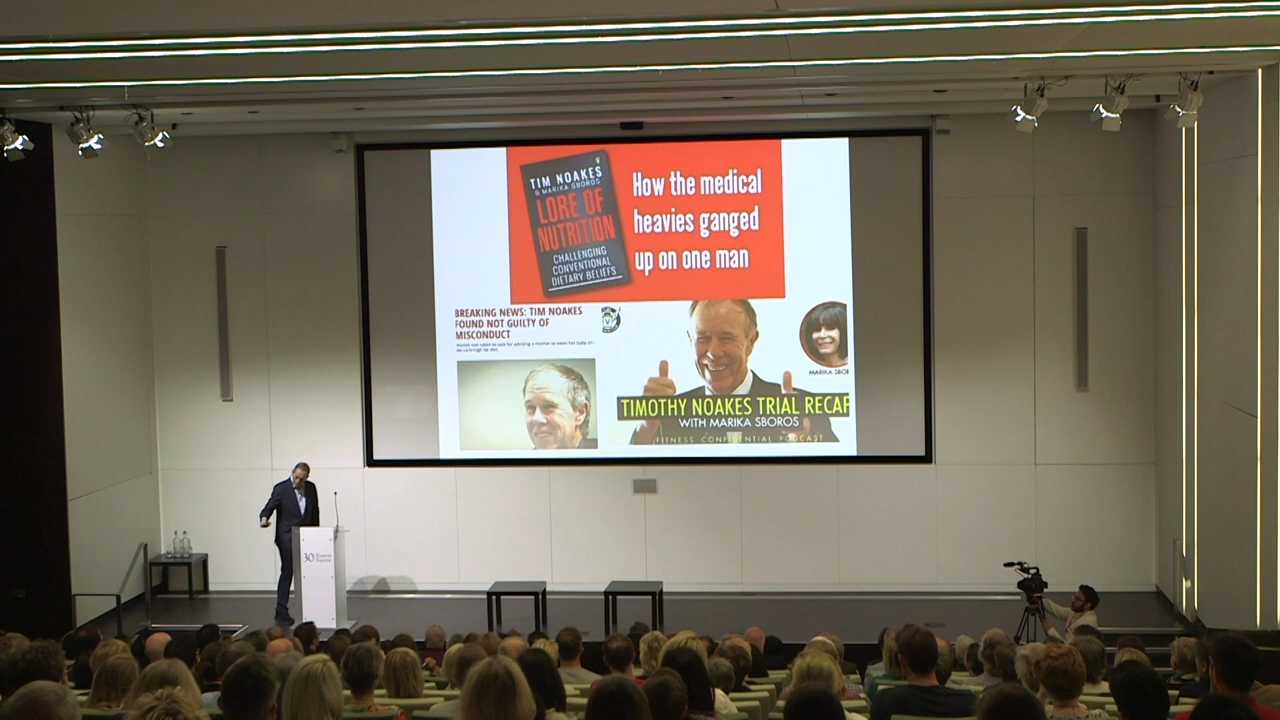 TIM NOAKES
& MARIKA SBOROS
LORE OF
NUTRITION
CHALLENGING
CONVENTIONAL
DIETARY BELIEFS
How the medical
heavies ganged
up on one man
BREAKING NEWS: TIM NOAKES
FOUND NOT GUILTY OF
MISCONDUCT
MARIKA SBOR
TIMOTHY NOAKES TRIAL RECAP
WITH MARIKA SBOROS
FITNESS CONFIDENTIAL PODCAST
30